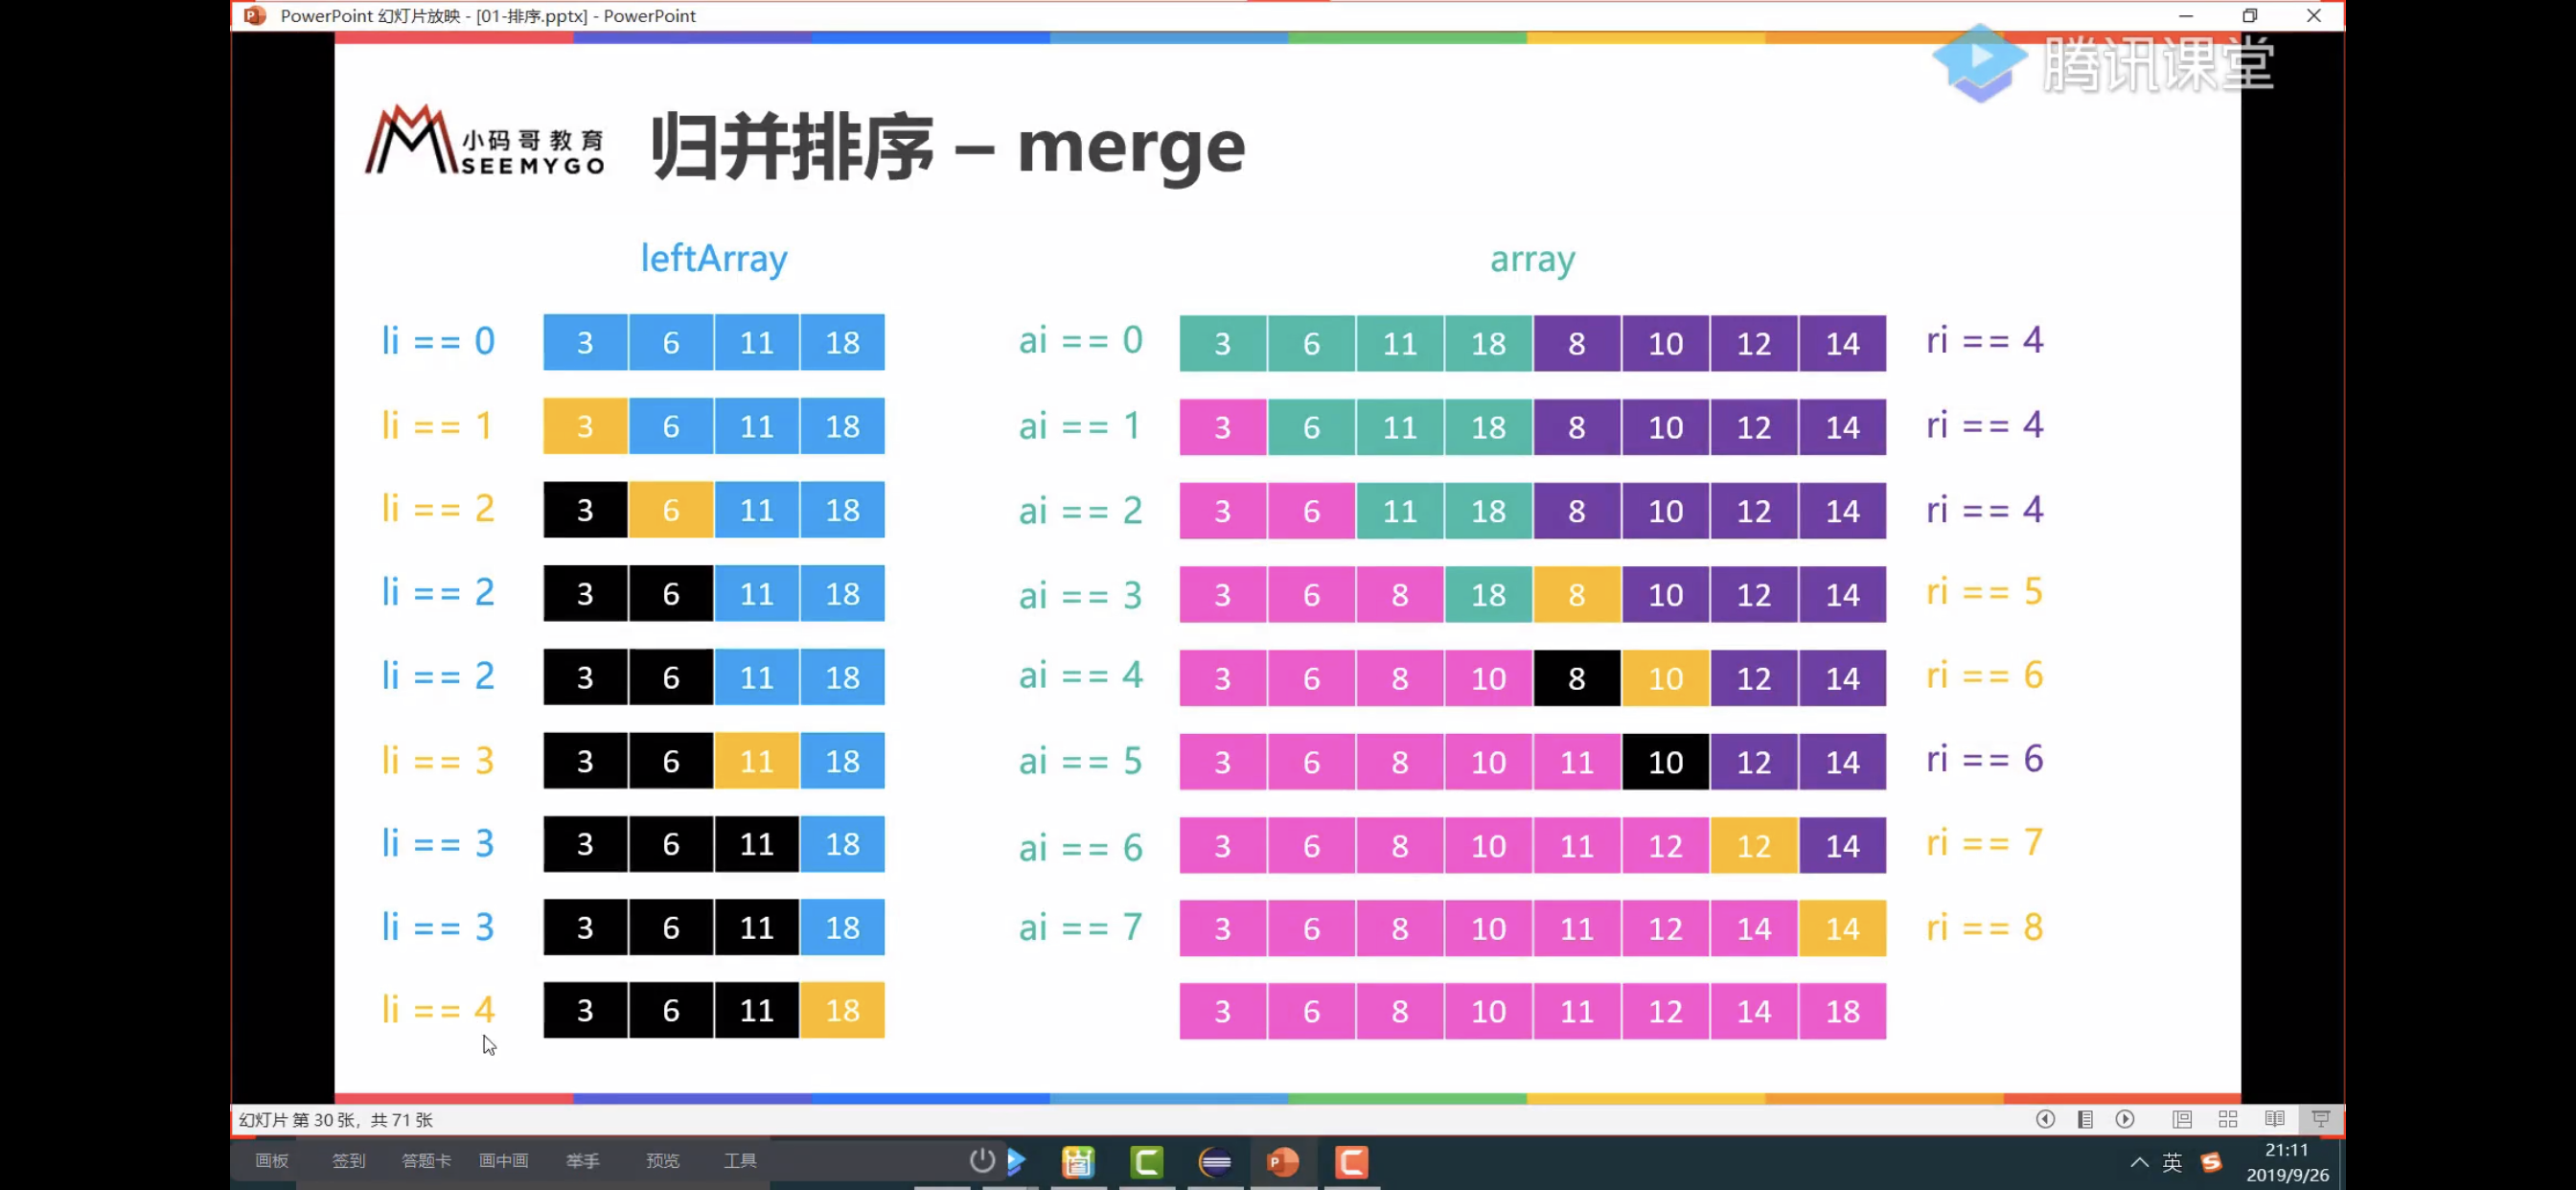 PowerPoint 幻灯片放映 - [01-排序.pptx] - PowerPoint
腾讯课堂
小码哥教育
SEEMYGO
归并排序 – merge
leftArray array
li == 0 3 6 11 18 ai == 0 3 6 11 18 8 10 12 14 ri == 4
li == 1 3 6 11 18 ai == 1 3 6 11 18 8 10 12 14 ri == 4
li == 2 3 6 11 18 ai == 2 3 6 11 18 8 10 12 14 ri == 4
li == 2 3 6 11 18 ai == 3 3 6 8 18 8 10 12 14 ri == 5
li == 2 3 6 11 18 ai == 4 3 6 8 10 8 10 12 14 ri == 6
li == 3 3 6 11 18 ai == 5 3 6 8 10 11 10 12 14 ri == 6
li == 3 3 6 11 18 ai == 6 3 6 8 10 11 12 12 14 ri == 7
li == 3 3 6 11 18 ai == 7 3 6 8 10 11 12 14 14 ri == 8
li == 4 3 6 11 18 3 6 8 10 11 12 14 18
幻灯片 第 30 张，共 71 张
画板 签到 答题卡 画中画 举手 预览 工具
英
21:11
2019/9/26